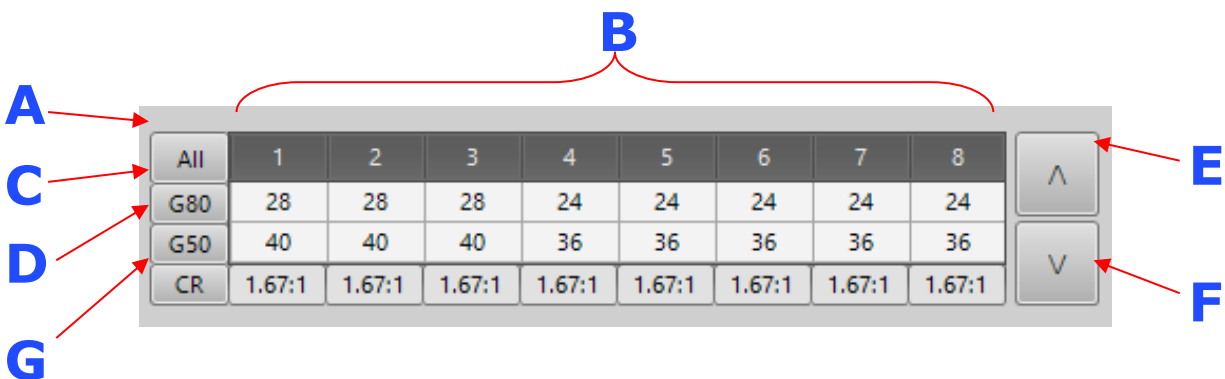 B
A
All 1 2 3 4 5 6 7 8 ˄ E
C
G80 28 28 28 24 24 24 24 24
D
G50 40 40 40 36 36 36 36 36 ˅
CR 1.67:1 1.67:1 1.67:1 1.67:1 1.67:1 1.67:1 1.67:1 1.67:1 F
G